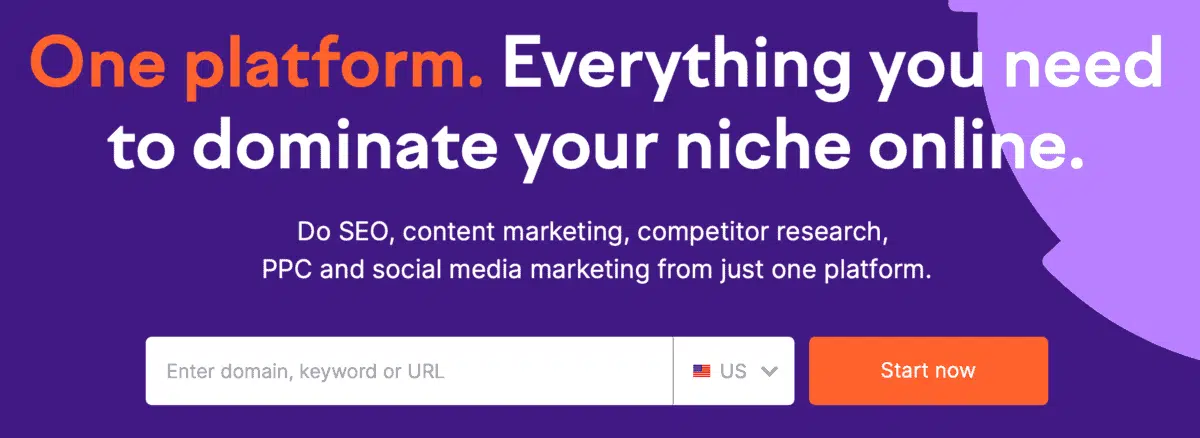 One platform. Everything you need
to dominate your niche online.
Do SEO, content marketing, competitor research,
PPC and social media marketing from just one platform.
Enter domain, keyword or URL
US
Start now